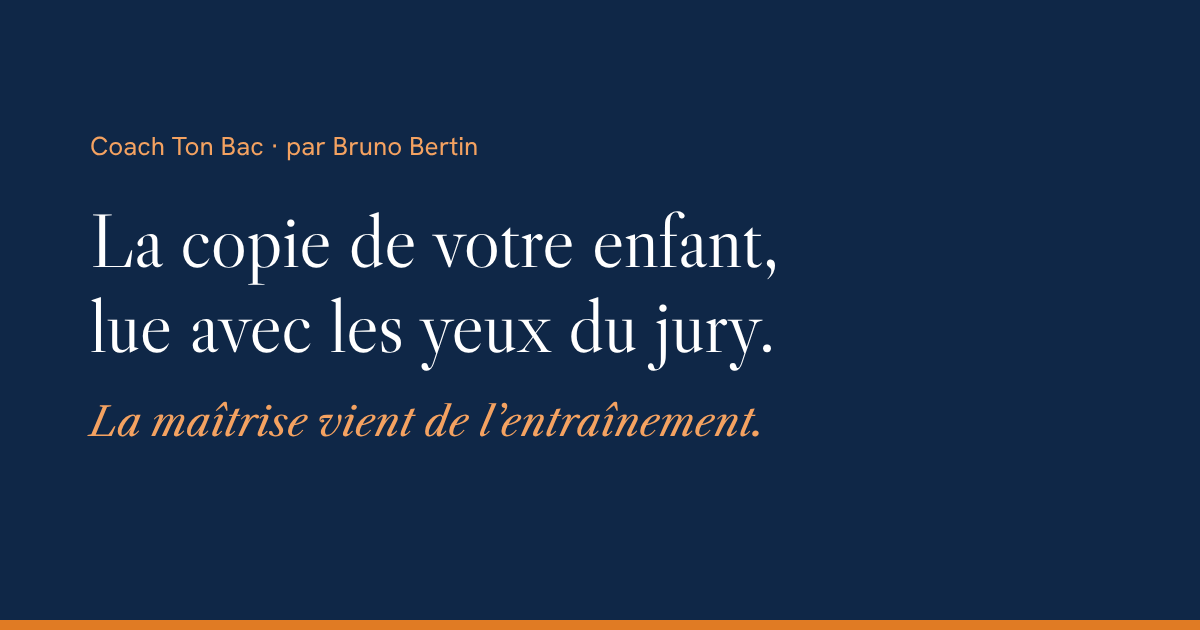 Coach Ton Bac · par Bruno Bertin
La copie de votre enfant,
lue avec les yeux du jury.
La maîtrise vient de l’entraînement.